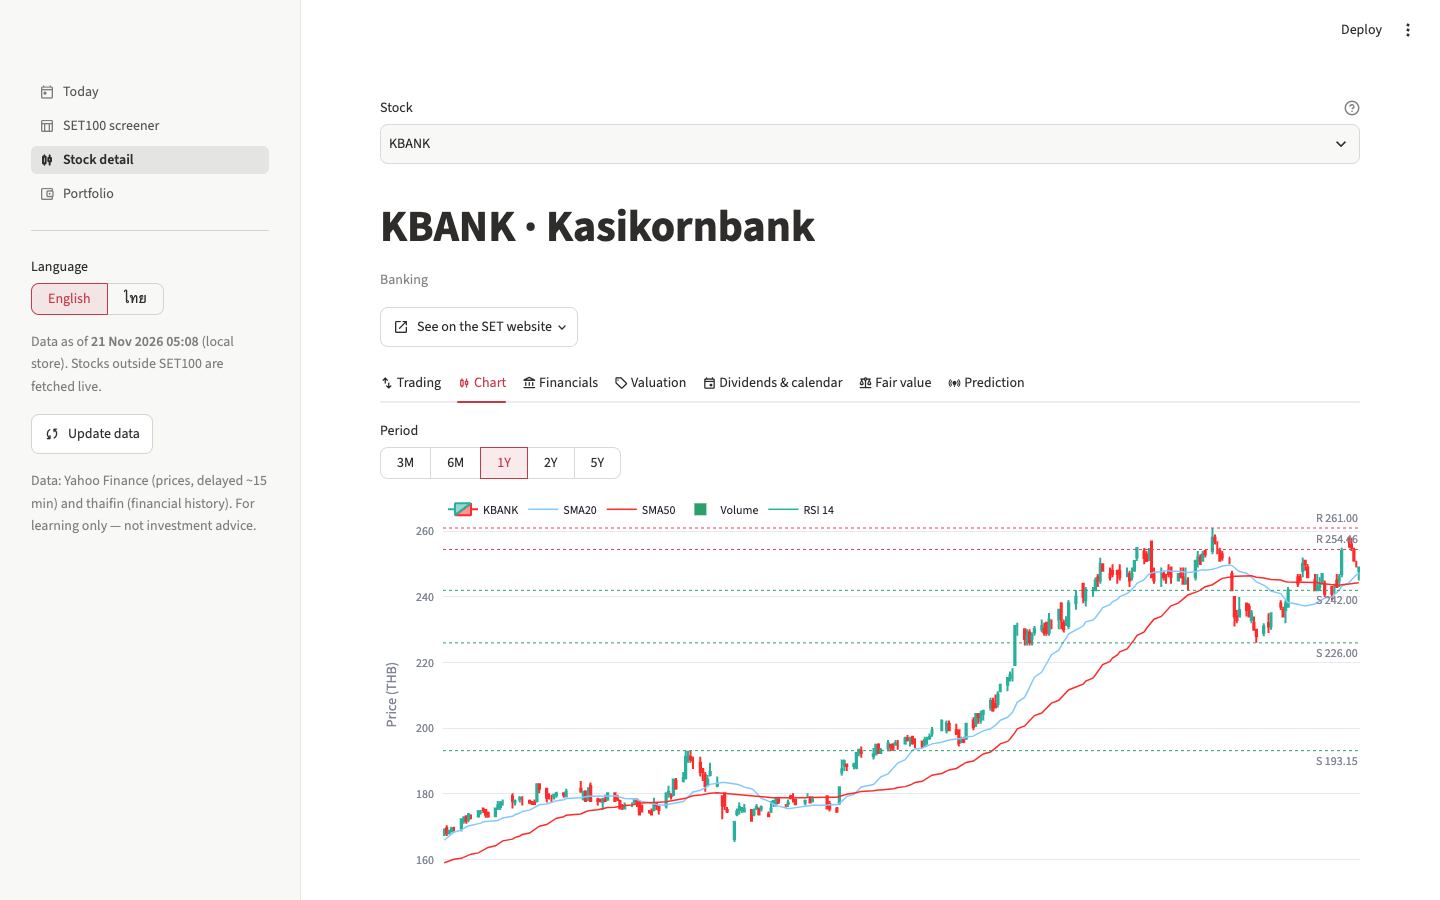 Deploy
Today
SET100 screener
Stock detail
Portfolio
Language
English
ไทย
Data as of 21 Nov 2026 05:08 (local
store). Stocks outside SET100 are
fetched live.
Update data
Data: Yahoo Finance (prices, delayed ~15
min) and thaifin (financial history). For
learning only — not investment advice.
Stock
KBANK
KBANK · Kasikornbank
Banking
See on the SET website
Trading
Chart
Financials
Valuation
Dividends & calendar
Fair value
Prediction
Period
3M
6M
1Y
2Y
5Y
KBANK
SMA20
SMA50
Volume
RSI 14
R 261.00
R 254.46
S 242.00
S 226.00
S 193.15
Price (THB)
260
240
220
200
180
160